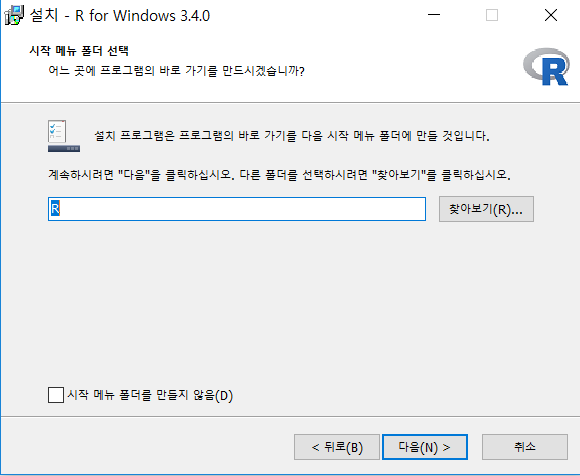 설치 - R for Windows 3.4.0
시작 메뉴 폴더 선택
어느 곳에 프로그램의 바로 가기를 만드시겠습니까?
R
설치 프로그램은 프로그램의 바로 가기를 다음 시작 메뉴 폴더에 만들 것입니다.
계속하시려면 "다음"을 클릭하십시오. 다른 폴더를 선택하시려면 "찾아보기"를 클릭하십시오.
R
찾아보기(R)...
시작 메뉴 폴더를 만들지 않음(D)
< 뒤로(B)
다음(N) >
취소